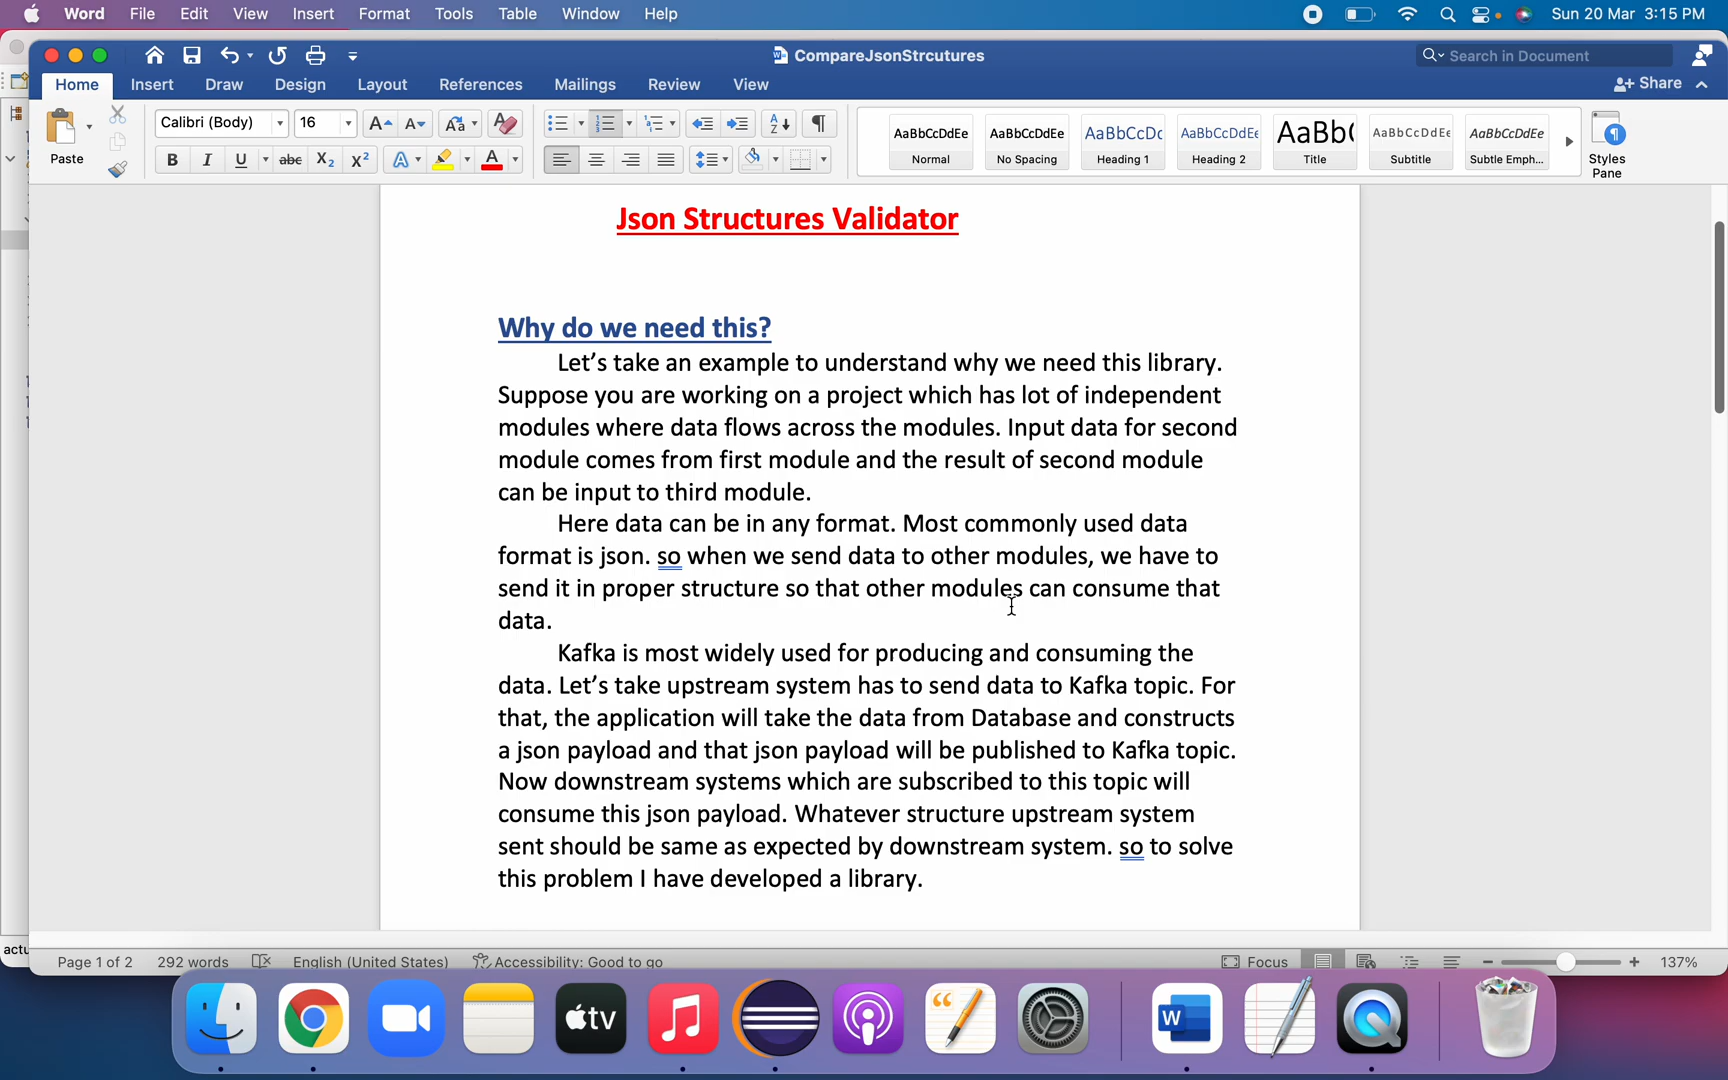 Word File Edit View Insert Format Tools Table Window Help Sun 20 Mar 3:15 PM
CompareJsonStrcutures Search in Document
Home Insert Draw Design Layout References Mailings Review View Share
Paste Calibri (Body) 16 AaBbCcDdEe AaBbCcDdEe AaBbCcDc AaBbCcDdEe AaBb( AaBbCcDdEe AaBbCcDdEe
Normal No Spacing Heading 1 Heading 2 Title Subtitle Subtle Emph... Styles Pane
Json Structures Validator
Why do we need this?
Let’s take an example to understand why we need this library.
Suppose you are working on a project which has lot of independent
modules where data flows across the modules. Input data for second
module comes from first module and the result of second module
can be input to third module.
Here data can be in any format. Most commonly used data
format is json. so when we send data to other modules, we have to
send it in proper structure so that other modules can consume that
data.
Kafka is most widely used for producing and consuming the
data. Let’s take upstream system has to send data to Kafka topic. For
that, the application will take the data from Database and constructs
a json payload and that json payload will be published to Kafka topic.
Now downstream systems which are subscribed to this topic will
consume this json payload. Whatever structure upstream system
sent should be same as expected by downstream system. so to solve
this problem I have developed a library.
actu
Page 1 of 2 292 words English (United States) Accessibility: Good to go Focus 137%
tv
W